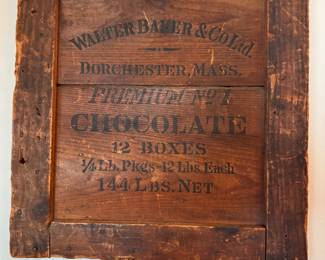 WALTER BAKER & CO. Ltd.
DORCHESTER, MASS.
PREMIUM No 1
CHOCOLATE
12 BOXES
¼ Lb. Pkgs-12 Lbs. Each
144 LBS. NET